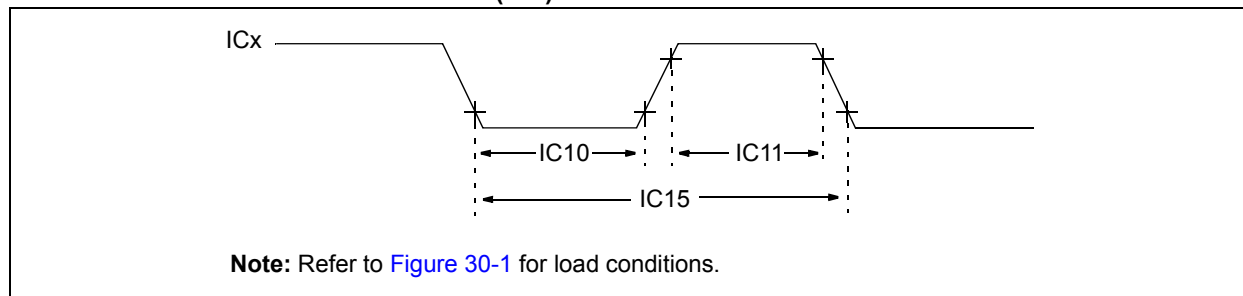 ICx
IC10
IC11
IC15
Note: Refer to Figure 30-1 for load conditions.